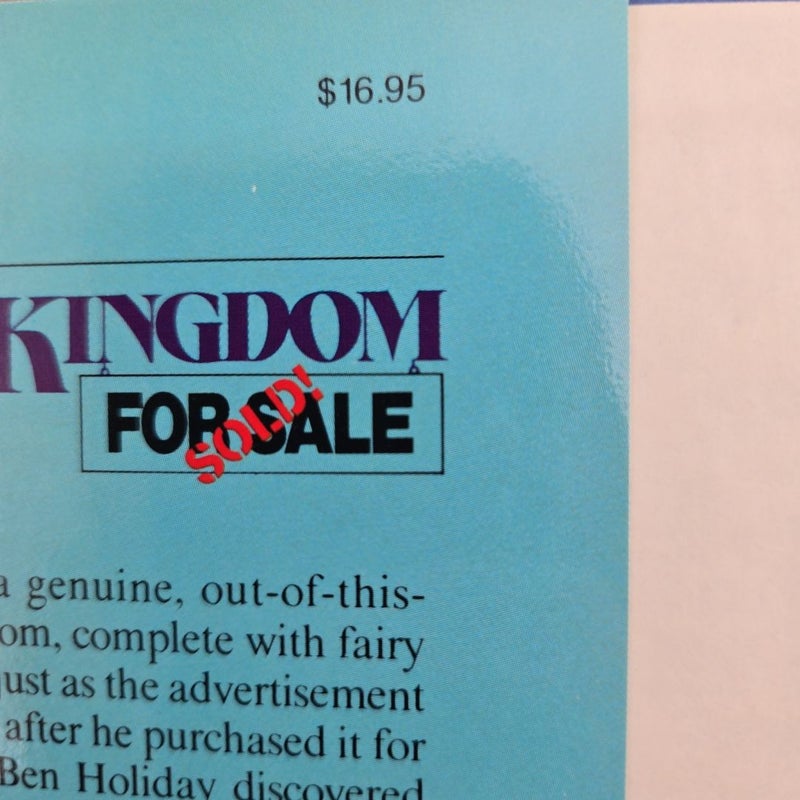 $16.95
KINGDOM
FOR SALE
SOLD!
a genuine, out-of-this-
om, complete with fairy
just as the advertisement
after he purchased it for
Ben Holiday discovered